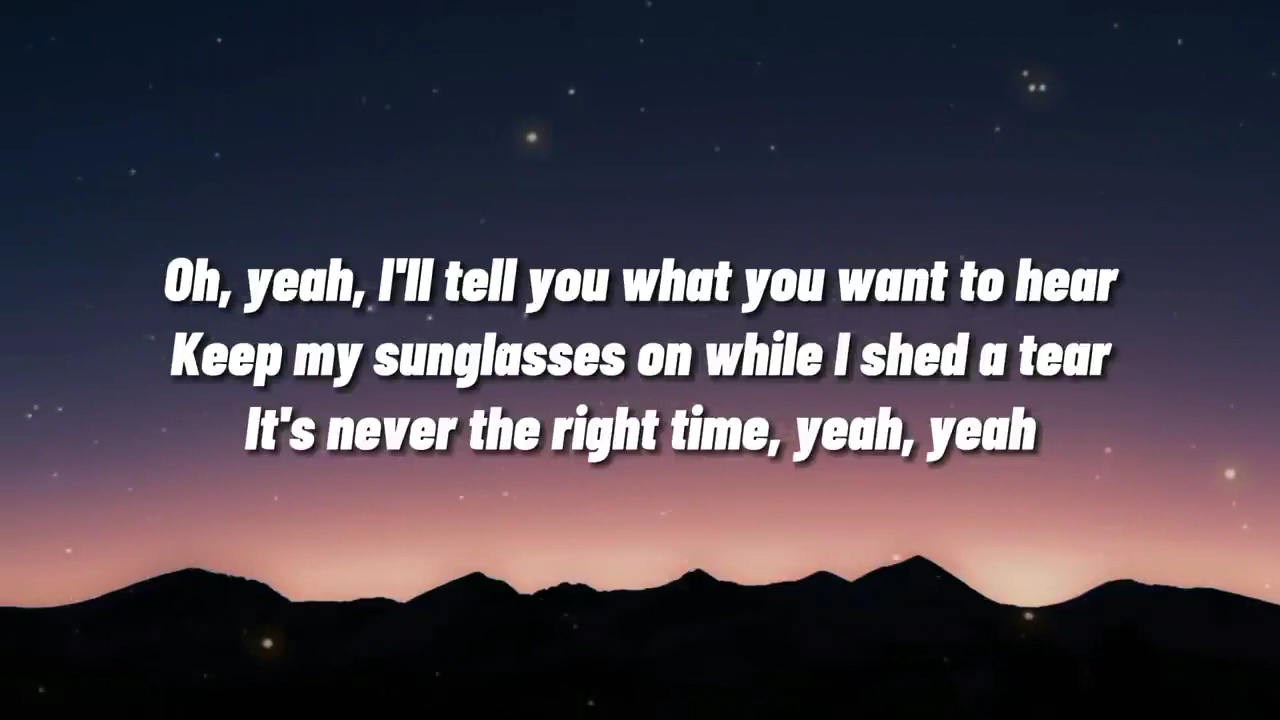 Oh, yeah, I'll tell you what you want to hear
Keep my sunglasses on while I shed a tear
It's never the right time, yeah, yeah